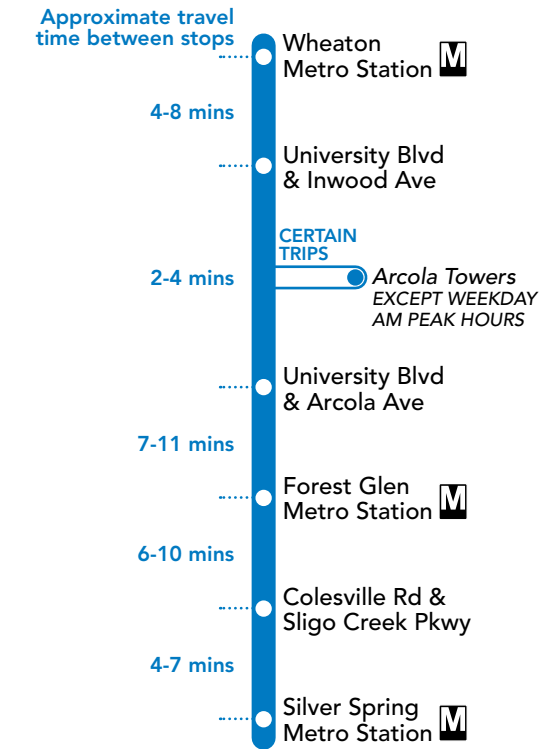 Approximate travel
time between stops
Wheaton
Metro Station M
4-8 mins
University Blvd
& Inwood Ave
CERTAIN
TRIPS
2-4 mins
Arcola Towers
EXCEPT WEEKDAY
AM PEAK HOURS
University Blvd
& Arcola Ave
7-11 mins
Forest Glen
Metro Station M
6-10 mins
Colesville Rd &
Sligo Creek Pkwy
4-7 mins
Silver Spring
Metro Station M